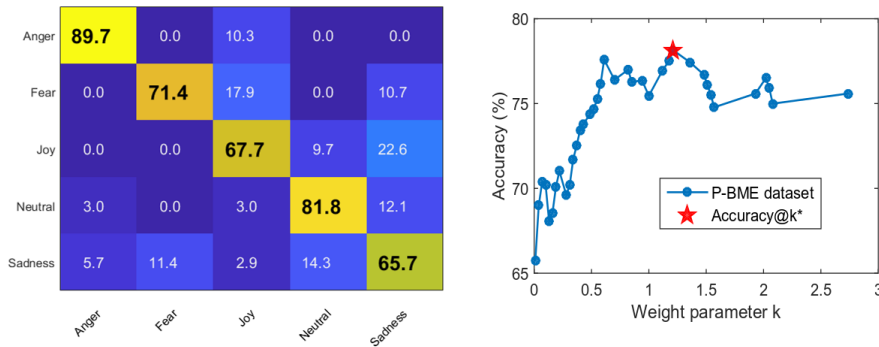 Anger 89.7 0.0 10.3 0.0 0.0
Fear 0.0 71.4 17.9 0.0 10.7
Joy 0.0 0.0 67.7 9.7 22.6
Neutral 3.0 0.0 3.0 81.8 12.1
Sadness 5.7 11.4 2.9 14.3 65.7
Anger Fear Joy Neutral Sadness
Accuracy (%)
80
75
70
65
0 0.5 1 1.5 2 2.5 3
Weight parameter k
P-BME dataset
Accuracy@k*